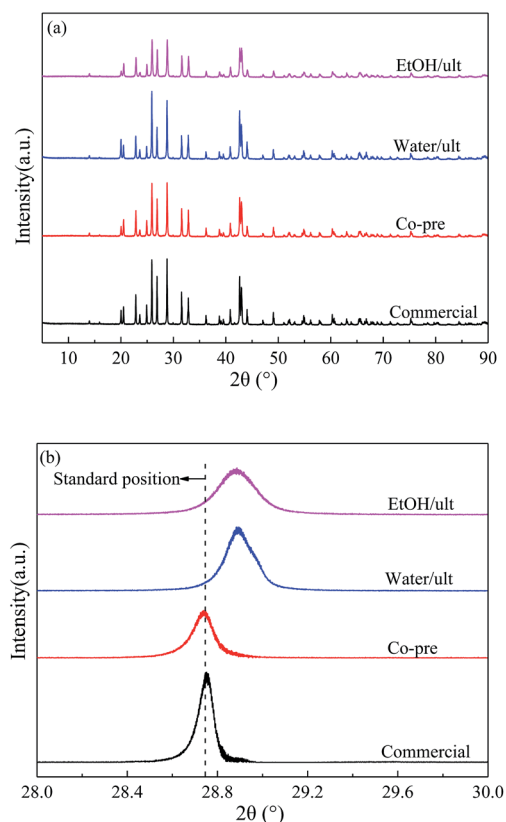 (a)
EtOH/ult
Water/ult
Co-pre
Commercial
Intensity(a.u.)
10 20 30 40 50 60 70 80 90
2θ (°)
(b)
Standard position
EtOH/ult
Water/ult
Co-pre
Commercial
Intensity(a.u.)
28.0 28.4 28.8 29.2 29.6 30.0
2θ (°)